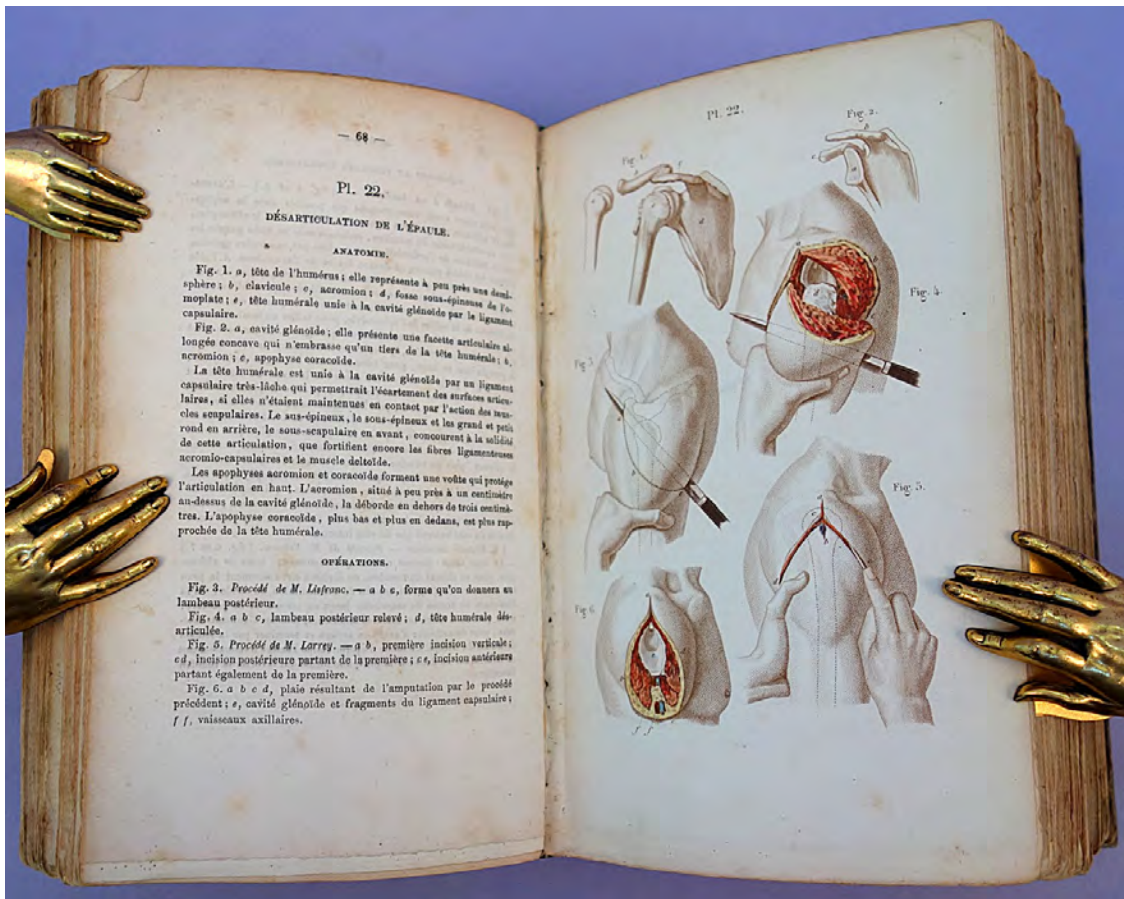 — 68 —
Pl. 22.
DÉSARTICULATION DE L'ÉPAULE.
ANATOMIE.
Fig. 1. a, tête de l'humérus ; elle représente à peu près une demi-
sphère ; b, clavicule ; c, acromion ; d, fosse sous-épineuse de l'o-
moplate ; e, tête humérale unie à la cavité glénoïde par le ligament
capsulaire.
Fig. 2. a, cavité glénoïde ; elle présente une facette articulaire al-
longée concave qui n'embrasse qu'un tiers de la tête humérale ; b,
acromion ; c, apophyse coracoïde.
La tête humérale est unie à la cavité glénoïde par un ligament
capsulaire très-lâche qui permettrait l'écartement des surfaces articu-
laires, si elles n'étaient maintenues en contact par l'action des mus-
cles scapulaires. Le sus-épineux, le sous-épineux et les grand et petit
rond en arrière, le sous-scapulaire en avant, concourent à la solidité
de cette articulation, que fortifient encore les fibres ligamenteuses
acromio-capsulaires et le muscle deltoïde.
Les apophyses acromion et coracoïde forment une voûte qui protége
l'articulation en haut. L'acromion, situé à peu près à un centimètre
au-dessus de la cavité glénoïde, la déborde en dehors de trois centimè-
tres. L'apophyse coracoïde, plus bas et plus en dedans, est plus rap-
prochée de la tête humérale.
OPÉRATIONS.
Fig. 3. Procédé de M. Lisfranc. — a b c, forme qu'on donnera au
lambeau postérieur.
Fig. 4. a b c, lambeau postérieur relevé ; d, tête humérale dés-
articulée.
Fig. 5. Procédé de M. Larrey. — a b, première incision verticale ;
cd, incision postérieure partant de la première ; ce, incision antérieure
partant également de la première.
Fig. 6. a b c d, plaie résultant de l'amputation par le procédé
précédent ; e, cavité glénoïde et fragments du ligament capsulaire ;
f f, vaisseaux axillaires.
Pl. 22.
Fig. 1.
Fig. 2.
Fig. 4.
Fig. 3
Fig. 5.
Fig. 6
f f